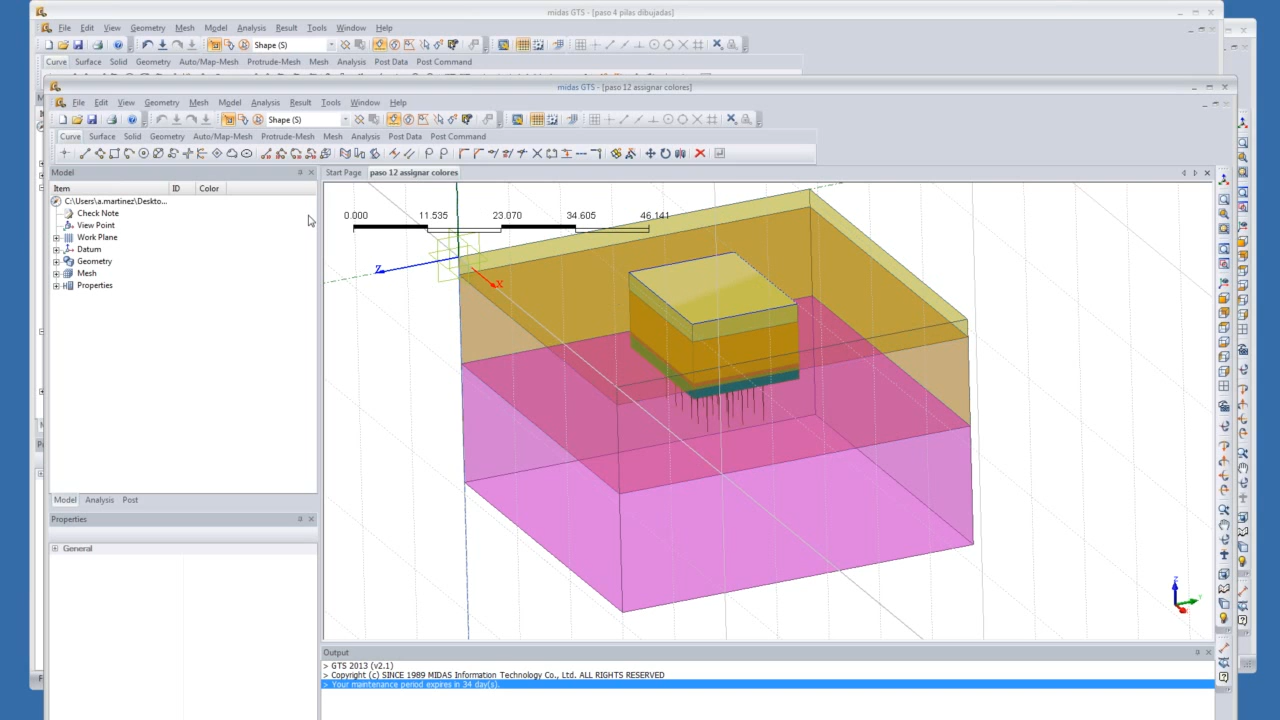 midas GTS - [paso 4 pilas dibujadas]
File Edit View Geometry Mesh Model Analysis Result Tools Window Help
Shape (S)
Curve Surface Solid Geometry Auto/Map-Mesh Protrude-Mesh Mesh Analysis Post Data Post Command
midas GTS - [paso 12 asignar colores]
File Edit View Geometry Mesh Model Analysis Result Tools Window Help
Shape (S)
Curve Surface Solid Geometry Auto/Map-Mesh Protrude-Mesh Mesh Analysis Post Data Post Command
Model
Start Page paso 12 assignar colores
Item ID Color
C:\Users\a.martinez\Deskto...
Check Note
View Point
Work Plane
Datum
Geometry
Mesh
Properties
0.000 11.535 23.070 34.605 46.141
Z
X
Model Analysis Post
Properties
General
Z
Y
Output
> GTS 2013 (v2.1)
> Copyright (c) SINCE 1989 MIDAS Information Technology Co., Ltd. ALL RIGHTS RESERVED
> Your maintenance period expires in 34 day(s).